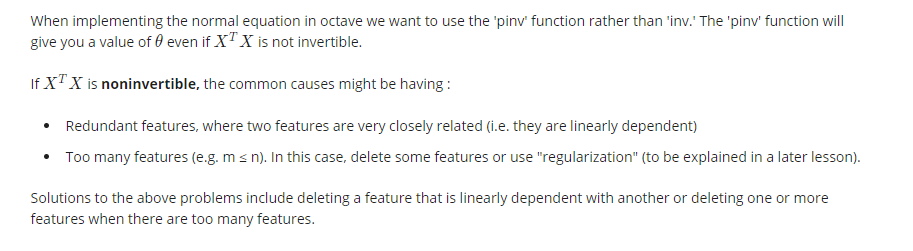 When implementing the normal equation in octave we want to use the 'pinv' function rather than 'inv.' The 'pinv' function will
give you a value of θ even if X^T X is not invertible.
If X^T X is noninvertible, the common causes might be having :
• Redundant features, where two features are very closely related (i.e. they are linearly dependent)
• Too many features (e.g. m ≤ n). In this case, delete some features or use "regularization" (to be explained in a later lesson).
Solutions to the above problems include deleting a feature that is linearly dependent with another or deleting one or more
features when there are too many features.